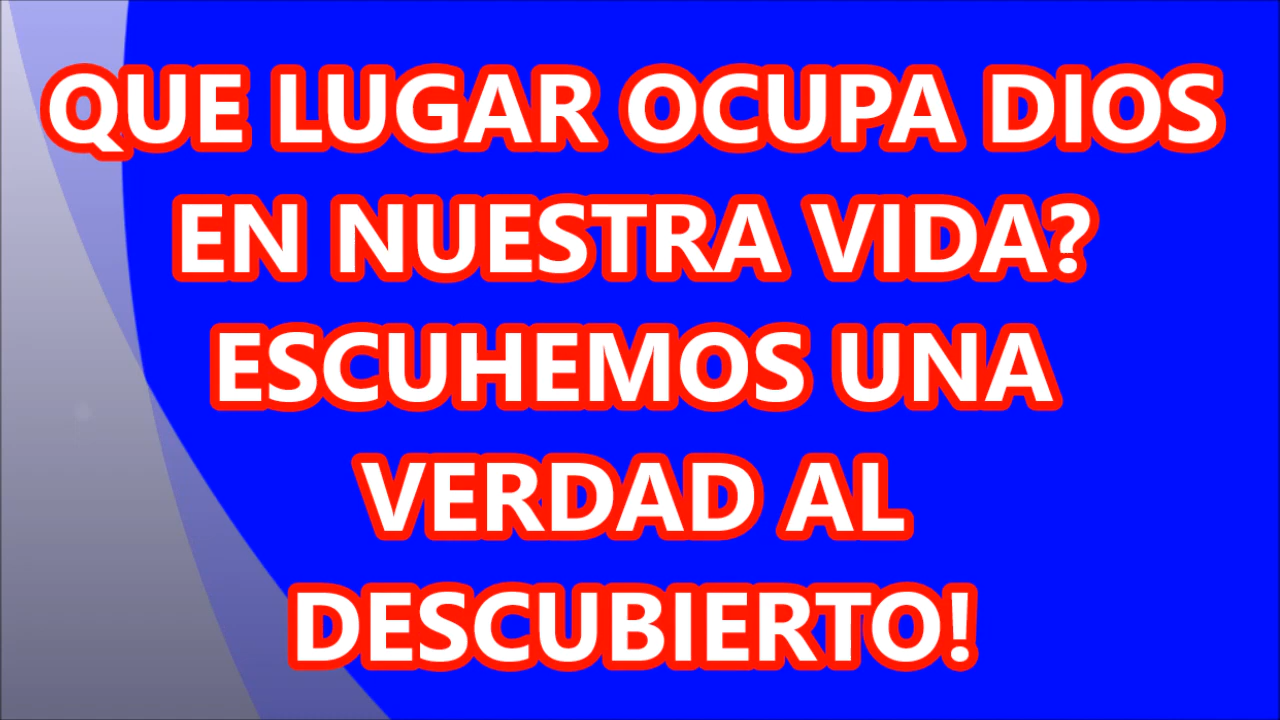 QUE LUGAR OCUPA DIOS
EN NUESTRA VIDA?
ESCUHEMOS UNA
VERDAD AL
DESCUBIERTO!